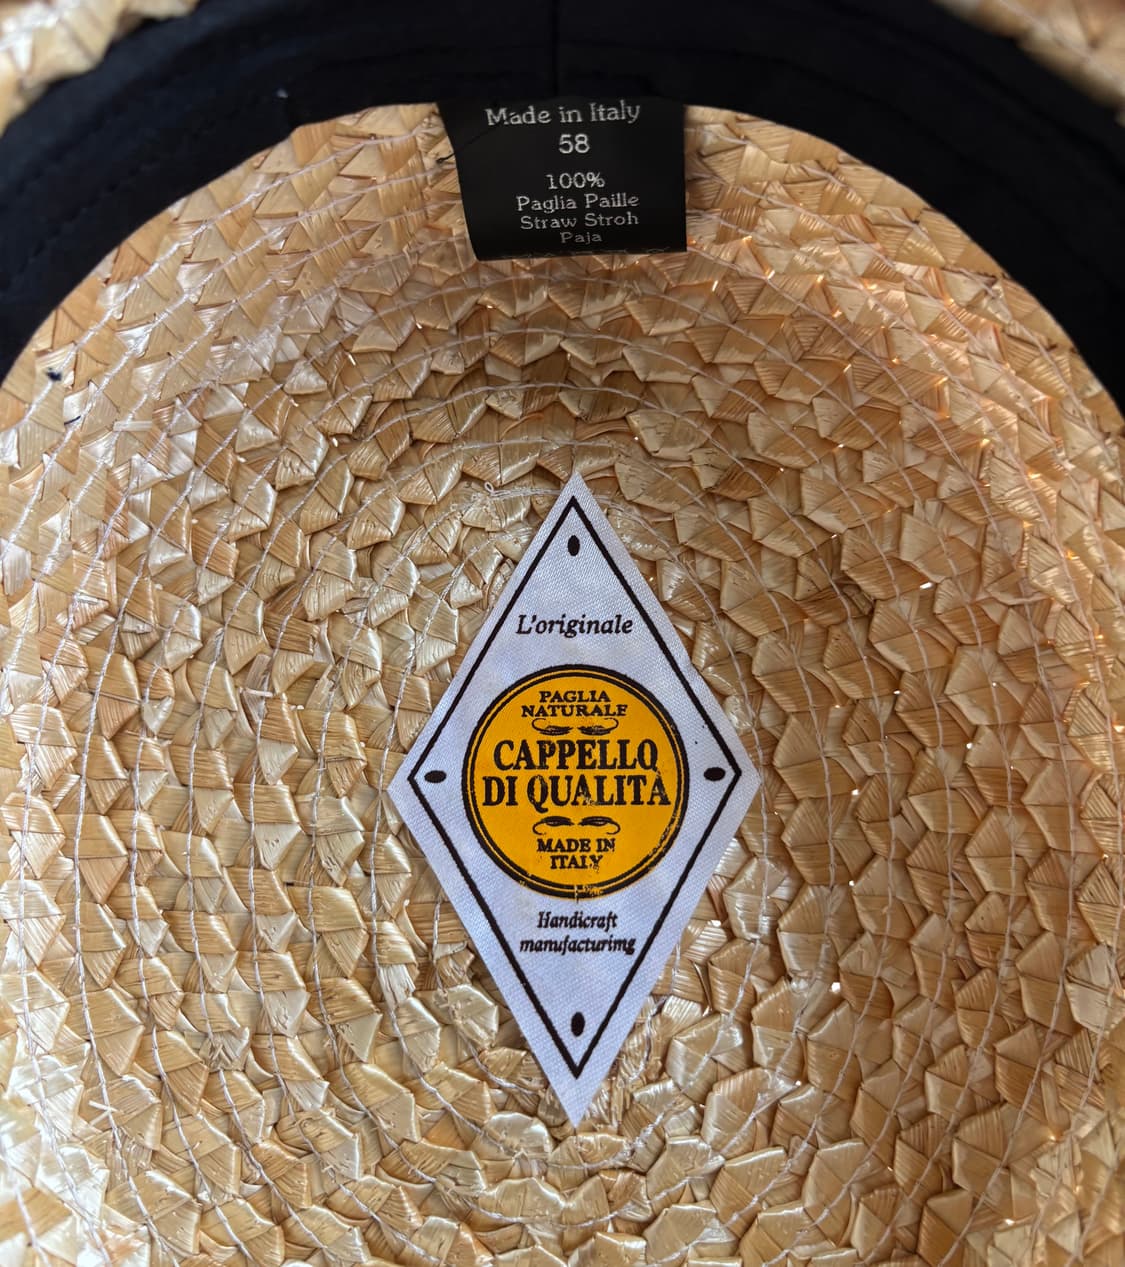 Made in Italy
58
100%
Paglia Paille
Straw Stroh
Paja
L'originale
PAGLIA
NATURALE
CAPPELLO
DI QUALITÀ
MADE IN
ITALY
Handicraft
manufacturimg